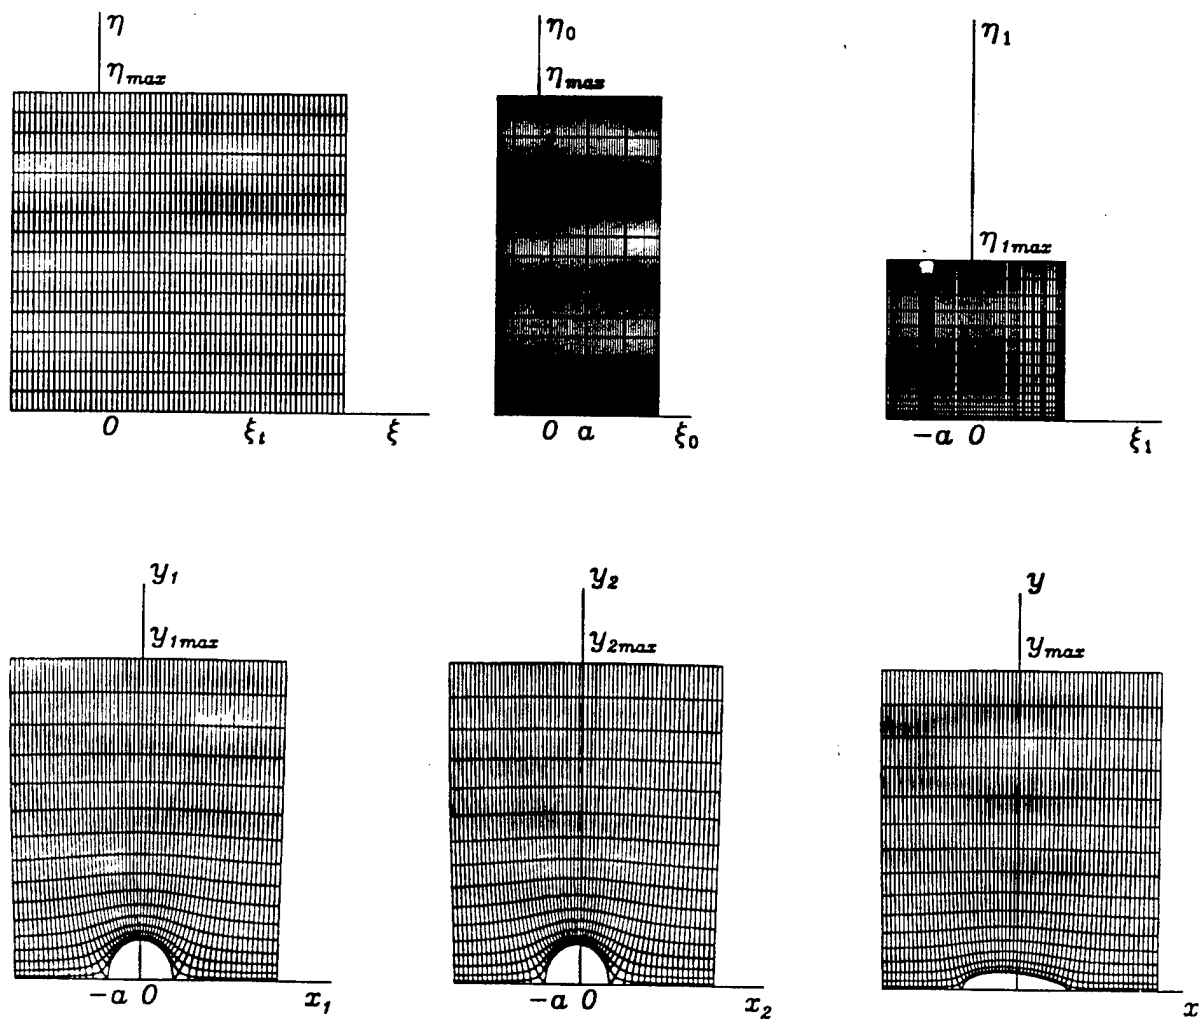 η
η_max
0 ξ_t ξ
η_0
η_max
0 a ξ_0
η_1
η_1max
-a 0 ξ_1
y_1
y_1max
-a 0 x_1
y_2
y_2max
-a 0 x_2
y
y_max
x